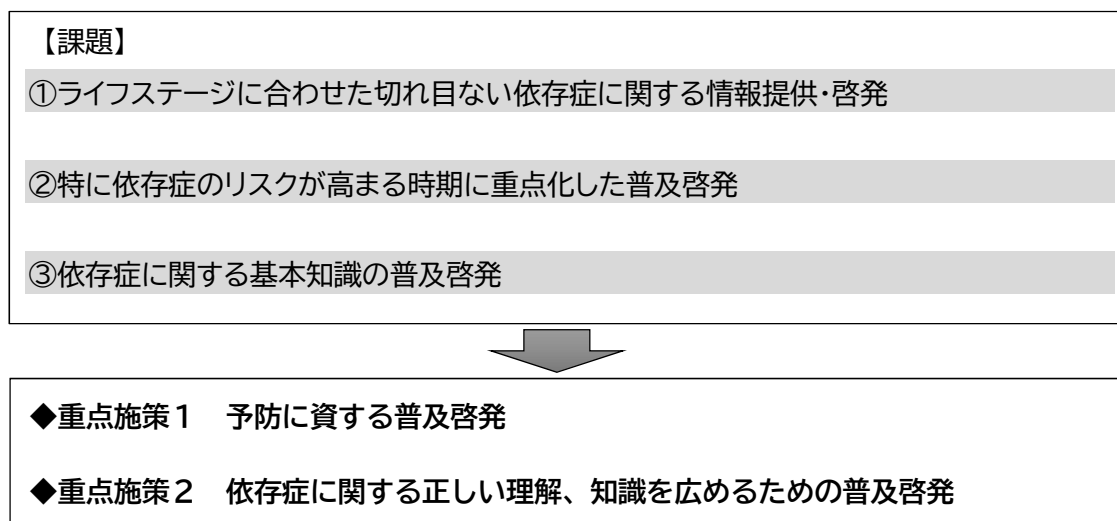 【課題】
①ライフステージに合わせた切れ目ない依存症に関する情報提供・啓発
②特に依存症のリスクが高まる時期に重点化した普及啓発
③依存症に関する基本知識の普及啓発
◆重点施策１　予防に資する普及啓発
◆重点施策２　依存症に関する正しい理解、知識を広めるための普及啓発